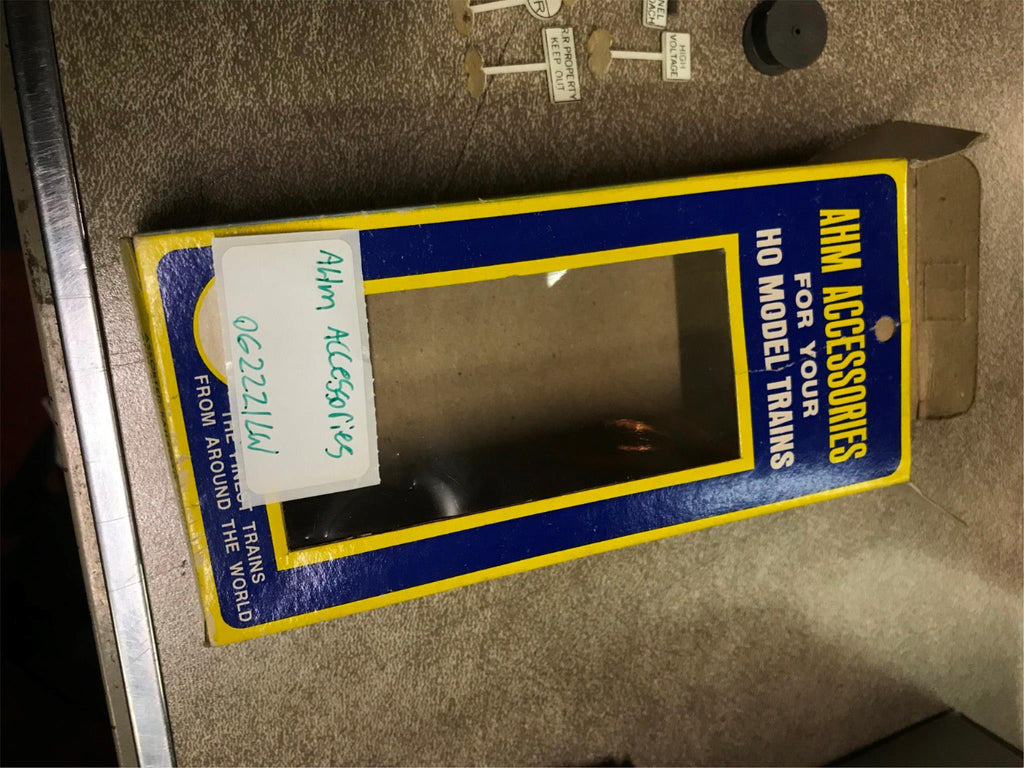 AHM ACCESSORIES
FOR YOUR
HO MODEL TRAINS
AHM ACCessories
062221LW
THE FINEST TRAINS
FROM AROUND THE WORLD
HIGH
VOLTAGE
R.R PROPERTY
KEEP OUT
R